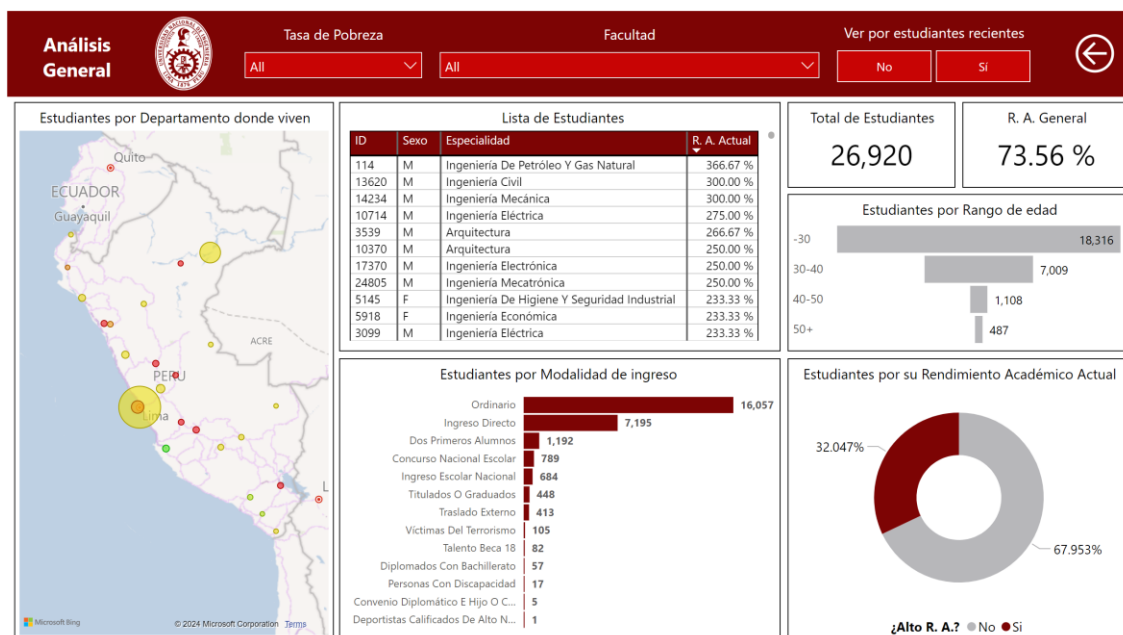 Análisis
General
UNIVERSIDAD NACIONAL DE INGENIERÍA
LIMA 1876 PERÚ
Tasa de Pobreza
All
Facultad
All
Ver por estudiantes recientes
No
Sí
Estudiantes por Departamento donde viven
Quito
ECUADOR
Guayaquil
ACRE
PERU
Lima
L
Microsoft Bing
© 2024 Microsoft Corporation Terms
Lista de Estudiantes
ID Sexo Especialidad R. A. Actual
114 M Ingeniería De Petróleo Y Gas Natural 366.67 %
13620 M Ingeniería Civil 300.00 %
14234 M Ingeniería Mecánica 300.00 %
10714 M Ingeniería Eléctrica 275.00 %
3539 M Arquitectura 266.67 %
10370 M Arquitectura 250.00 %
17370 M Ingeniería Electrónica 250.00 %
24805 M Ingeniería Mecatrónica 250.00 %
5145 F Ingeniería De Higiene Y Seguridad Industrial 233.33 %
5918 F Ingeniería Económica 233.33 %
3099 M Ingeniería Eléctrica 233.33 %
Total de Estudiantes
26,920
R. A. General
73.56 %
Estudiantes por Rango de edad
-30 18,316
30-40 7,009
40-50 1,108
50+ 487
Estudiantes por Modalidad de ingreso
Ordinario 16,057
Ingreso Directo 7,195
Dos Primeros Alumnos 1,192
Concurso Nacional Escolar 789
Ingreso Escolar Nacional 684
Titulados O Graduados 448
Traslado Externo 413
Víctimas Del Terrorismo 105
Talento Beca 18 82
Diplomados Con Bachillerato 57
Personas Con Discapacidad 17
Convenio Diplomático E Hijo O C... 5
Deportistas Calificados De Alto N... 1
Estudiantes por su Rendimiento Académico Actual
32.047%
67.953%
¿Alto R. A.? No Si